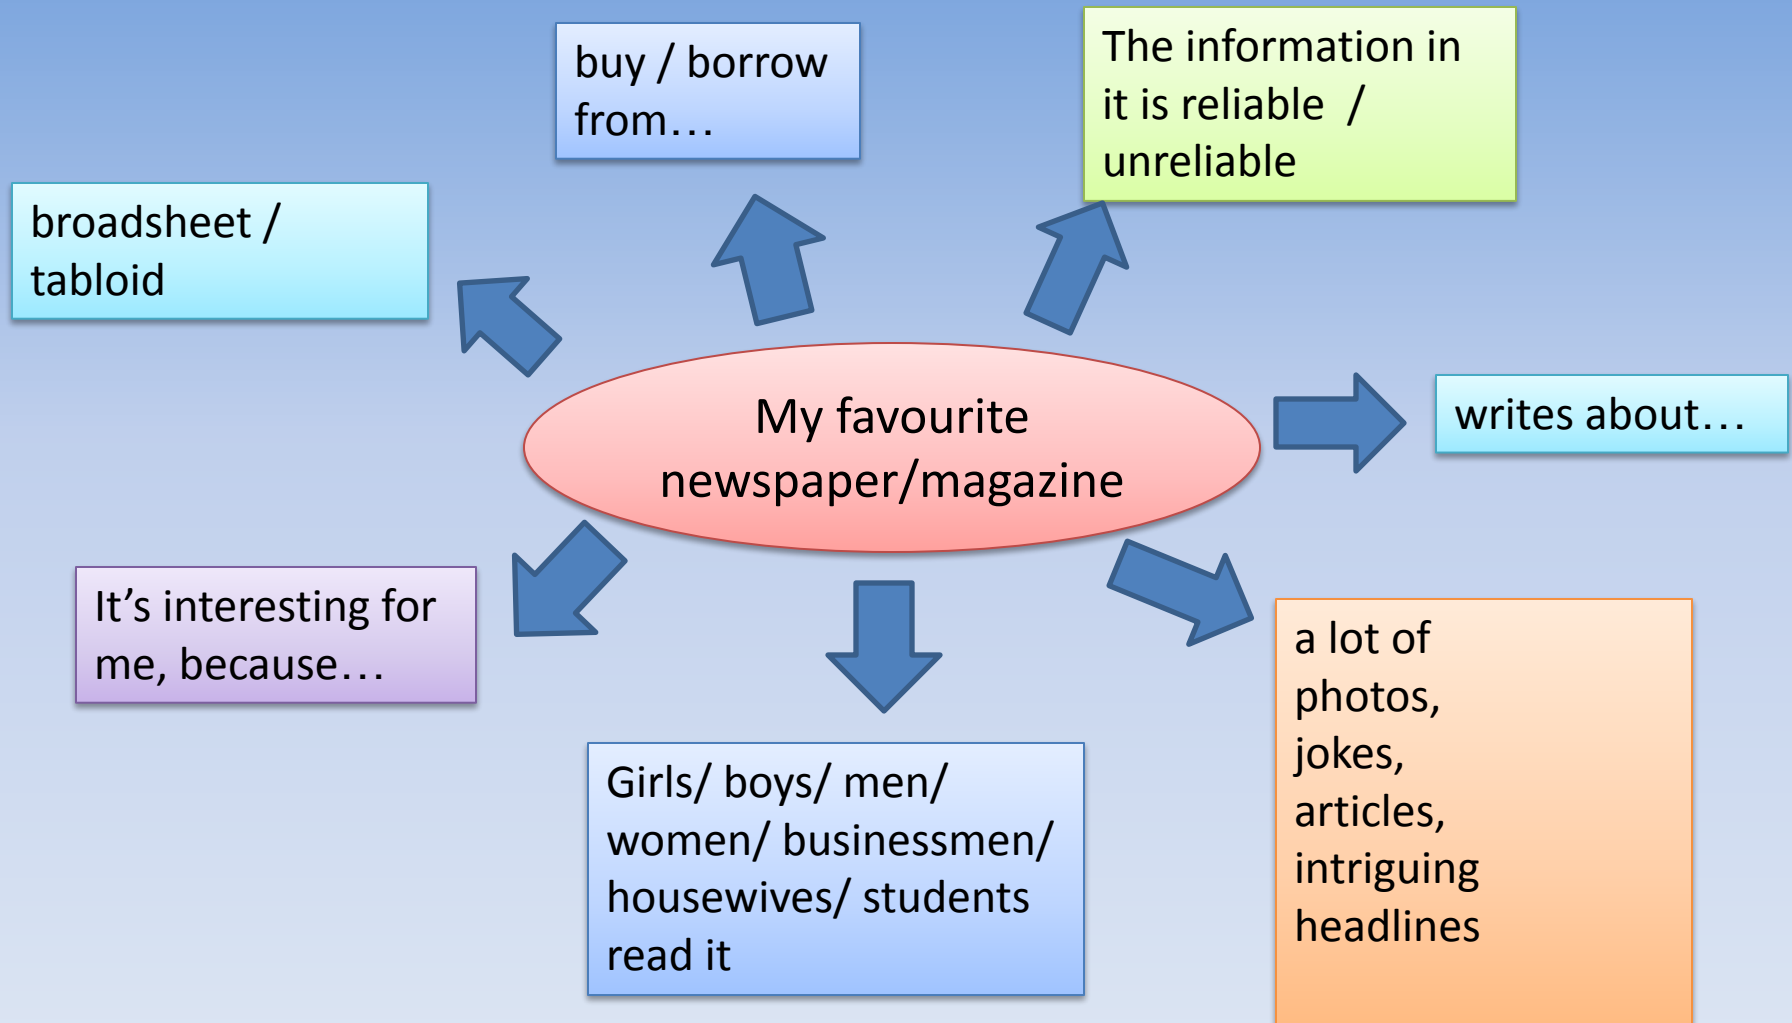 buy / borrow
from…
The information in
it is reliable  /
unreliable
broadsheet /
tabloid
My favourite
newspaper/magazine
writes about…
It’s interesting for
me, because…
Girls/ boys/ men/
women/ businessmen/
housewives/ students
read it
a lot of
photos,
jokes,
articles,
intriguing
headlines